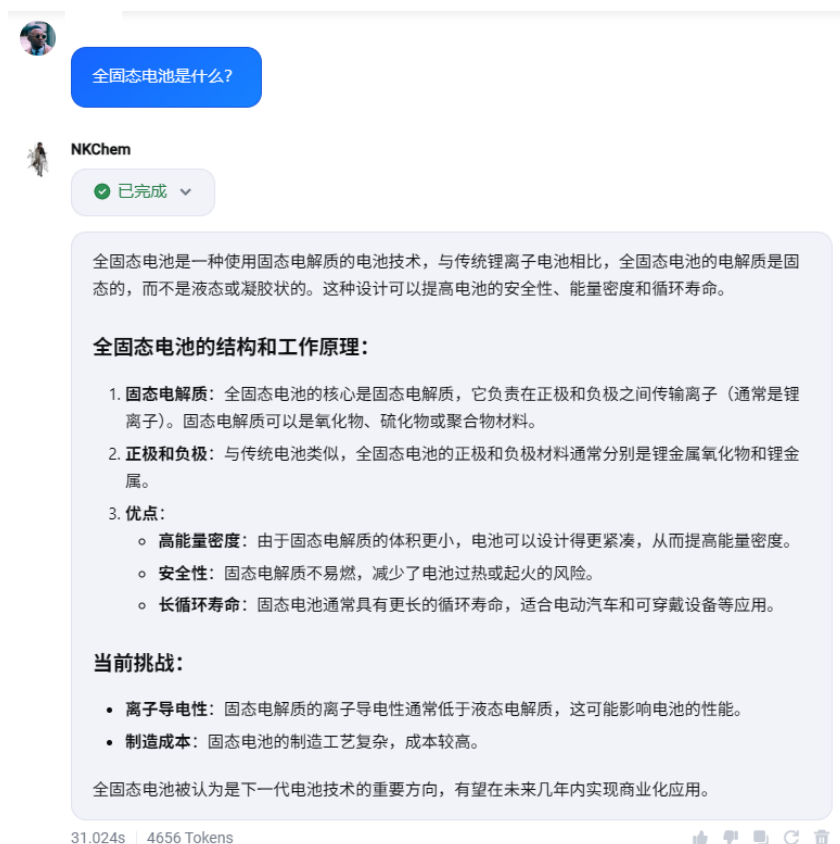 全固态电池是什么?
NKChem
已完成
全固态电池是一种使用固态电解质的电池技术，与传统锂离子电池相比，全固态电池的电解质是固
态的，而不是液态或凝胶状的。这种设计可以提高电池的安全性、能量密度和循环寿命。
全固态电池的结构和工作原理：
1. 固态电解质：全固态电池的核心是固态电解质，它负责在正极和负极之间传输离子（通常是锂
离子）。固态电解质可以是氧化物、硫化物或聚合物材料。
2. 正极和负极：与传统电池类似，全固态电池的正极和负极材料通常分别是锂金属氧化物和锂金
属。
3. 优点：
◦ 高能量密度：由于固态电解质的体积更小，电池可以设计得更紧凑，从而提高能量密度。
◦ 安全性：固态电解质不易燃，减少了电池过热或起火的风险。
◦ 长循环寿命：固态电池通常具有更长的循环寿命，适合电动汽车和可穿戴设备等应用。
当前挑战：
• 离子导电性：固态电解质的离子导电性通常低于液态电解质，这可能影响电池的性能。
• 制造成本：固态电池的制造工艺复杂，成本较高。
全固态电池被认为是下一代电池技术的重要方向，有望在未来几年内实现商业化应用。
31.024s | 4656 Tokens